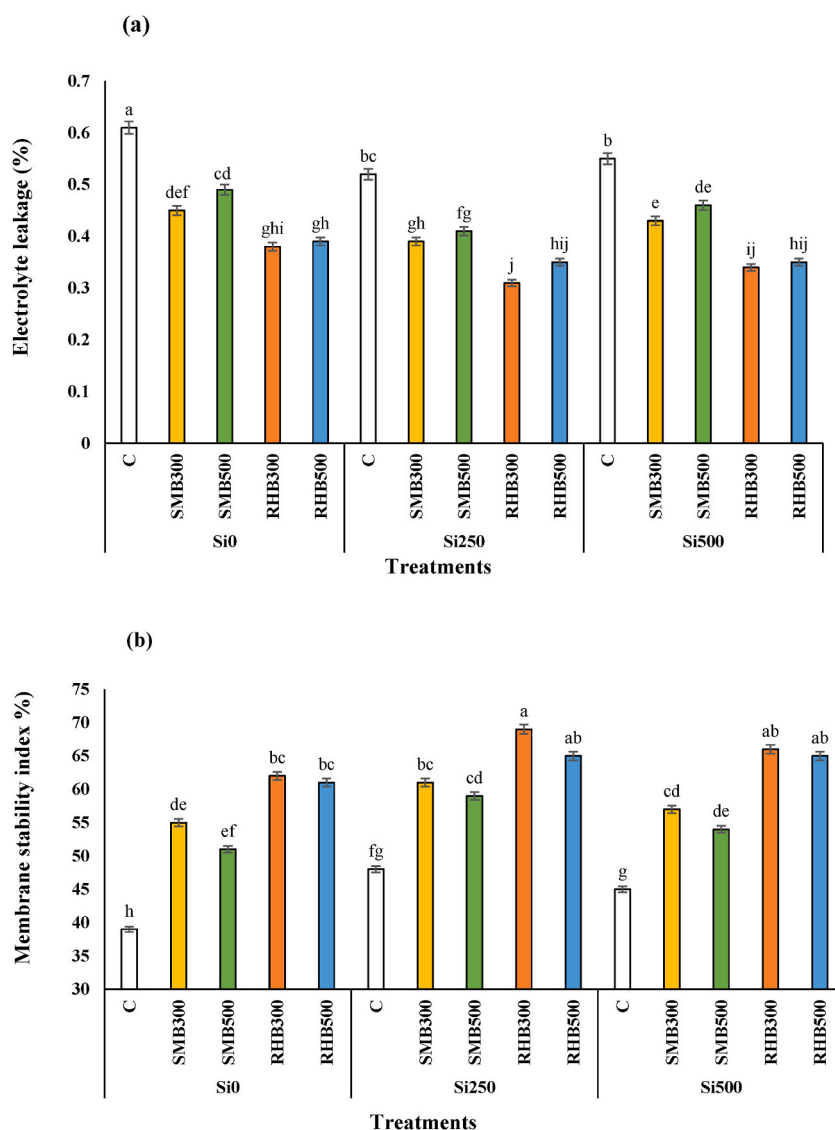 (a)
Electrolyte leakage (%)
0.7
0.6
0.5
0.4
0.3
0.2
0.1
0
a
def
cd
ghi
gh
bc
gh
fg
j
hij
b
e
de
ij
hij
C
SMB300
SMB500
RHB300
RHB500
C
SMB300
SMB500
RHB300
RHB500
C
SMB300
SMB500
RHB300
RHB500
Si0
Si250
Si500
Treatments
(b)
Membrane stability index %)
75
70
65
60
55
50
45
40
35
30
h
de
ef
bc
bc
fg
bc
cd
a
ab
g
cd
de
ab
ab
C
SMB300
SMB500
RHB300
RHB500
C
SMB300
SMB500
RHB300
RHB500
C
SMB300
SMB500
RHB300
RHB500
Si0
Si250
Si500
Treatments